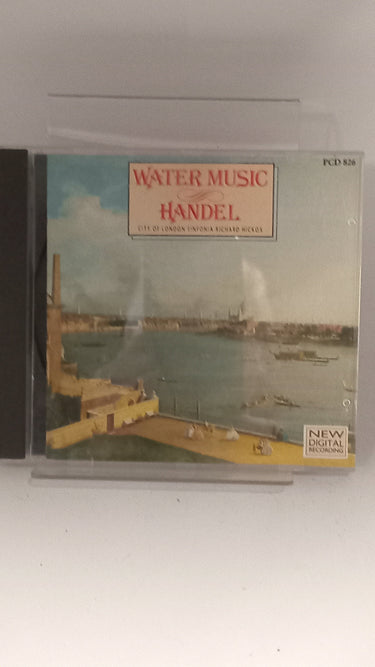 PCD 826
WATER MUSIC
HANDEL
CITY OF LONDON SINFONIA RICHARD HICKOX
NEW
DIGITAL
RECORDING